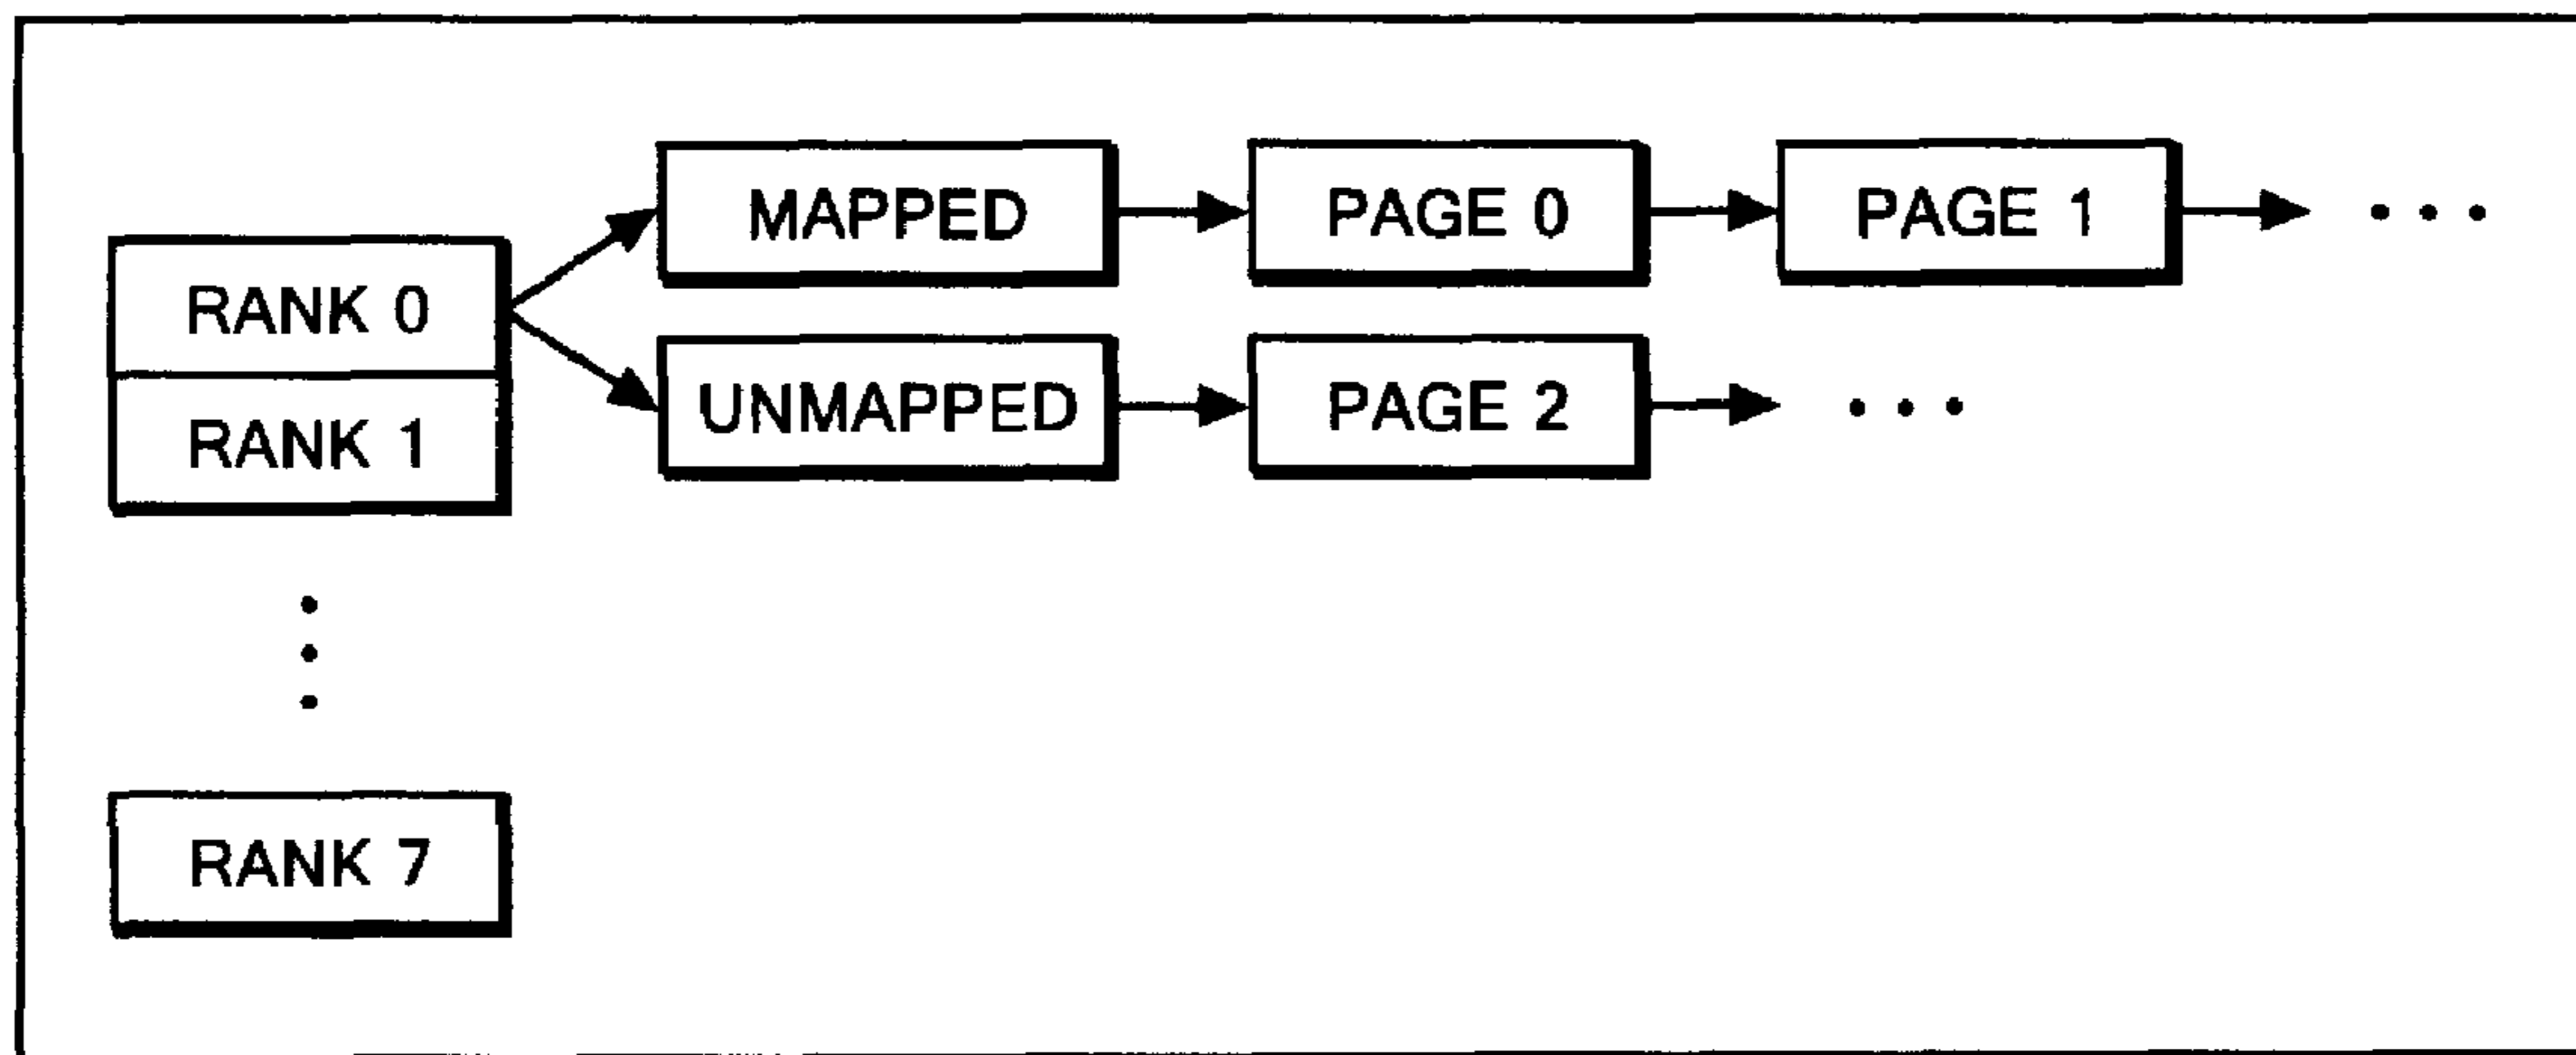 MAPPED
PAGE 0
PAGE 1
• • •
RANK 0
UNMAPPED
PAGE 2
• • •
RANK 1
RANK 7